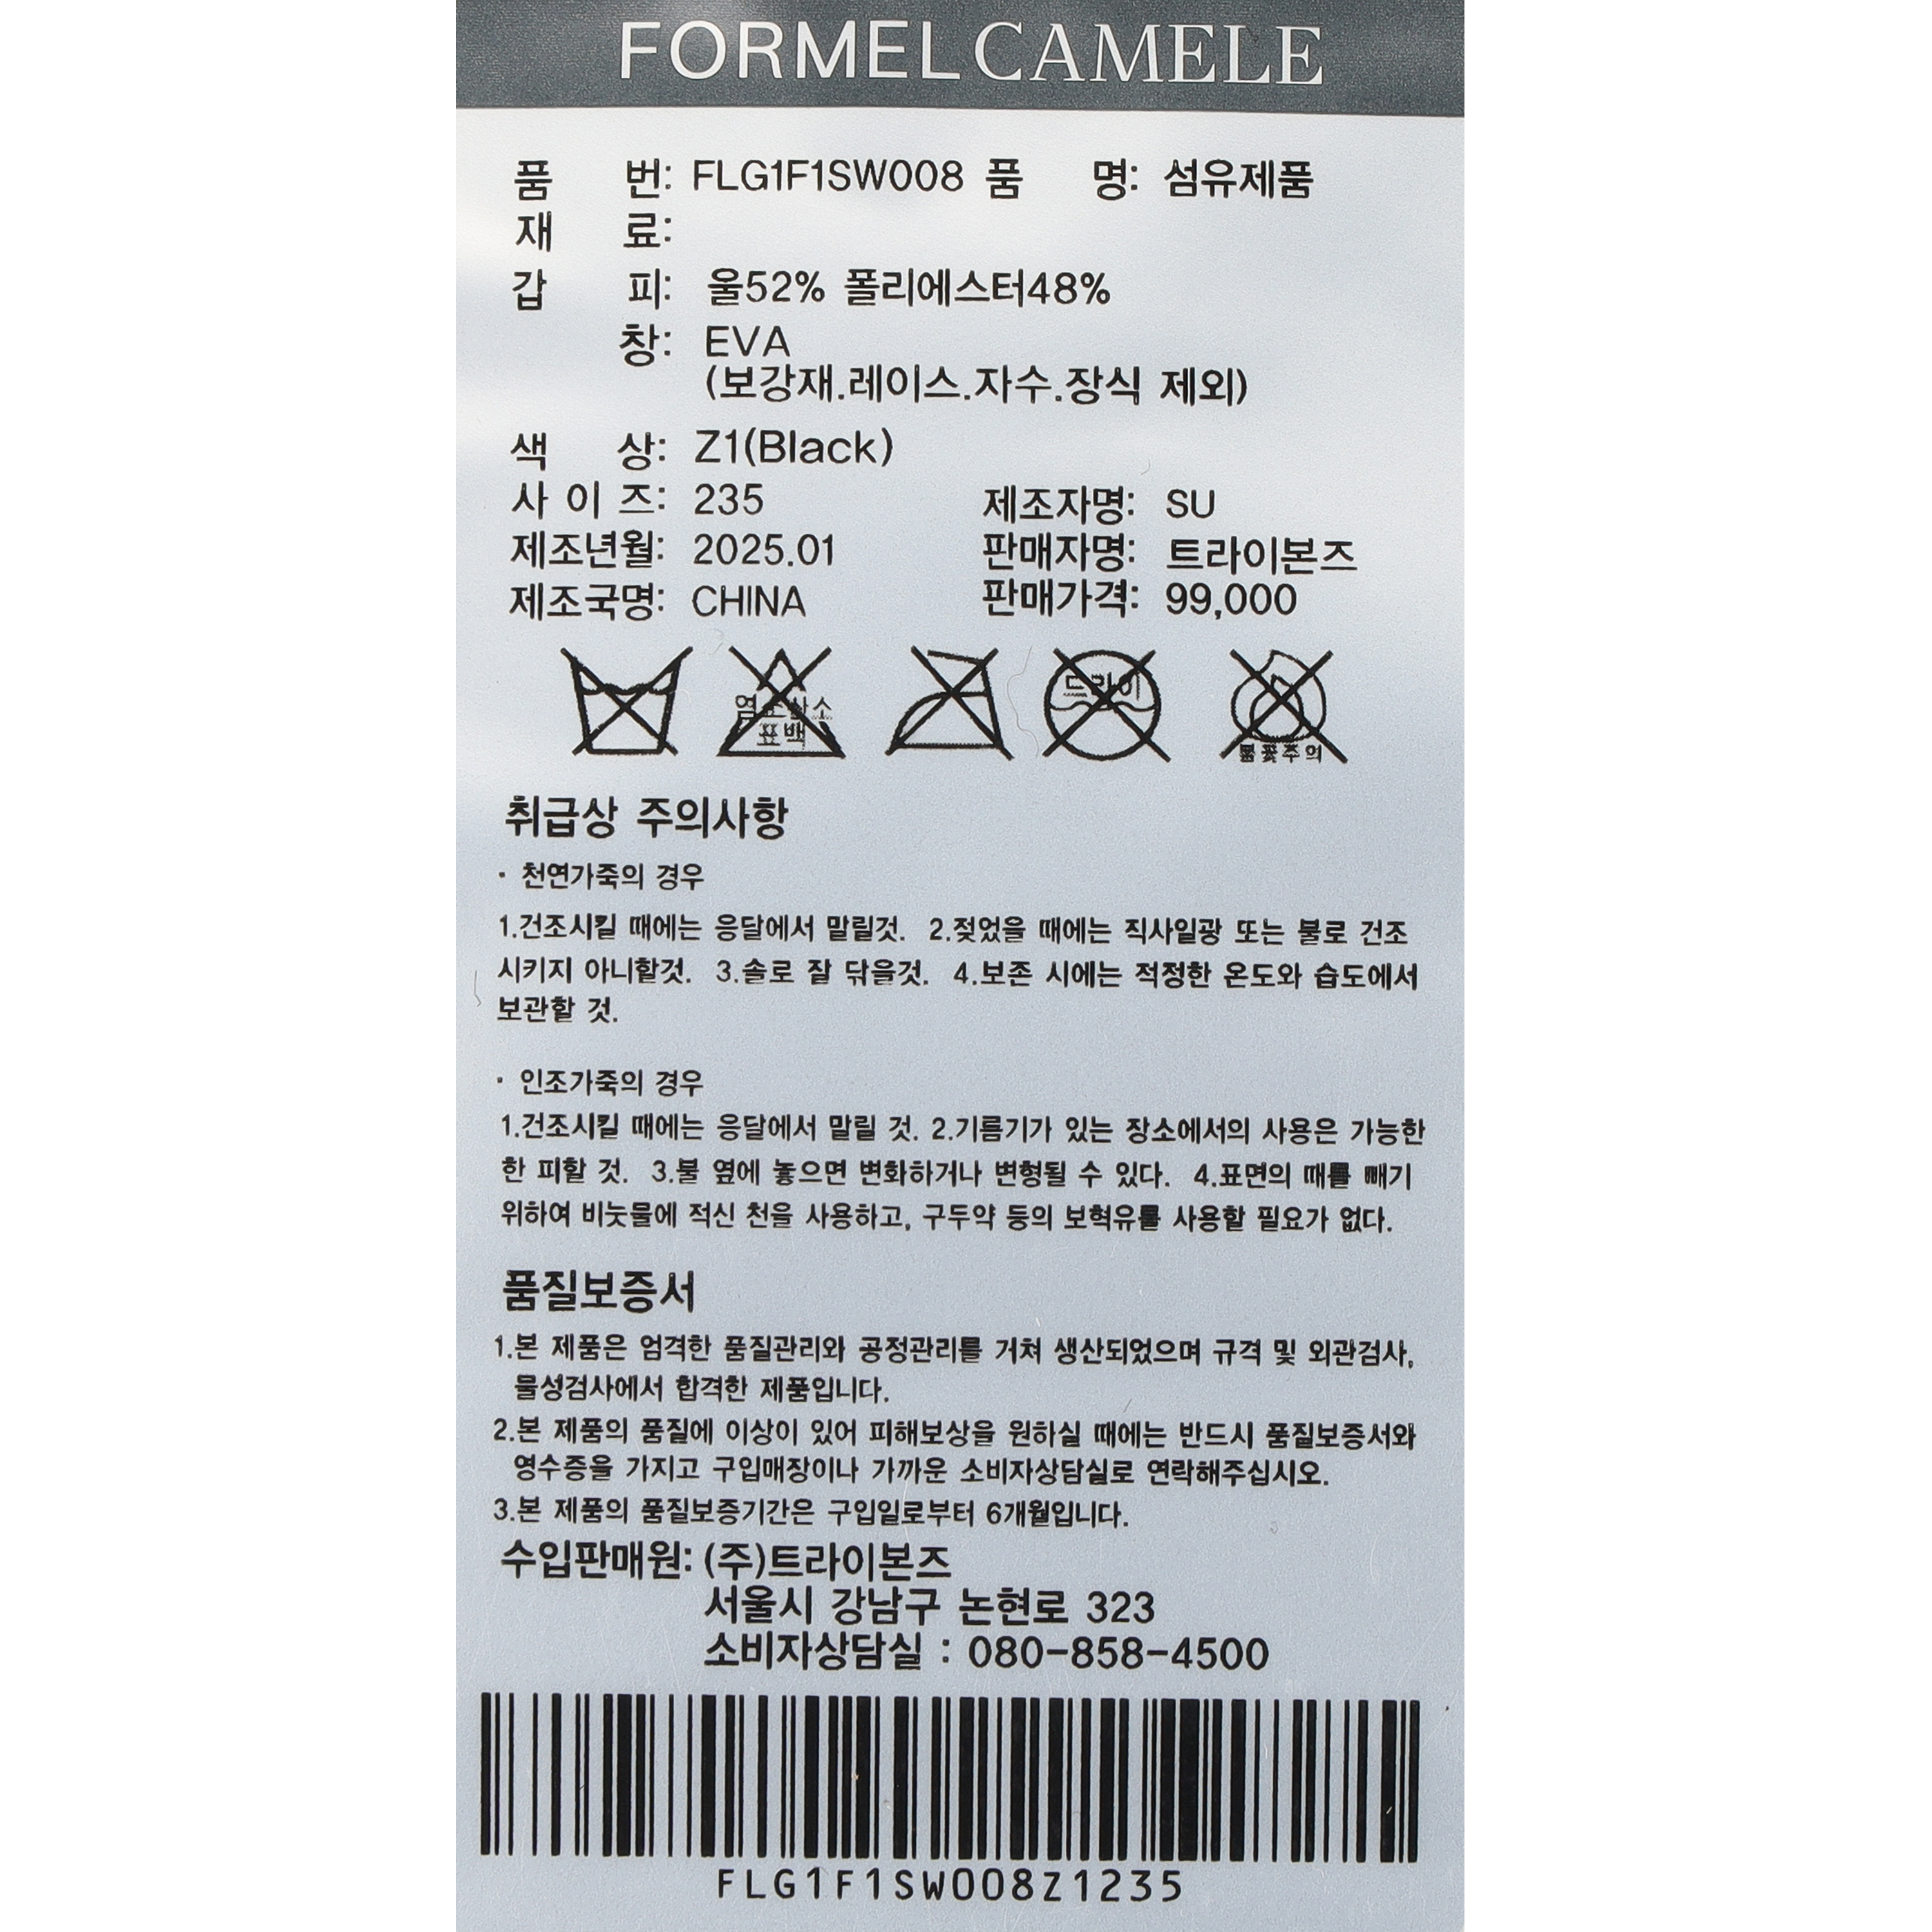 FORMEL CAMELE
품 번: FLG1F1SW008 품 명: 섬유제품
재 료:
갑 피: 울52% 폴리에스터48%
창: EVA
(보강재.레이스.자수.장식 제외)
색 상: Z1(Black)
사 이 즈: 235 제조자명: SU
제조년월: 2025.01 판매자명: 트라이본즈
제조국명: CHINA 판매가격: 99,000
염소산소 드라이
표백 불꽃주의
취급상 주의사항
· 천연가죽의 경우
1.건조시킬 때에는 응달에서 말릴것. 2.젖었을 때에는 직사일광 또는 불로 건조
시키지 아니할것. 3.솔로 잘 닦을것. 4.보존 시에는 적정한 온도와 습도에서
보관할 것.
· 인조가죽의 경우
1.건조시킬 때에는 응달에서 말릴 것. 2.기름기가 있는 장소에서의 사용은 가능한
한 피할 것. 3.불 옆에 놓으면 변화하거나 변형될 수 있다. 4.표면의 때를 빼기
위하여 비눗물에 적신 천을 사용하고, 구두약 등의 보혁유를 사용할 필요가 없다.
품질보증서
1.본 제품은 엄격한 품질관리와 공정관리를 거쳐 생산되었으며 규격 및 외관검사,
물성검사에서 합격한 제품입니다.
2.본 제품의 품질에 이상이 있어 피해보상을 원하실 때에는 반드시 품질보증서와
영수증을 가지고 구입매장이나 가까운 소비자상담실로 연락해주십시오.
3.본 제품의 품질보증기간은 구입일로부터 6개월입니다.
수입판매원: (주)트라이본즈
서울시 강남구 논현로 323
소비자상담실 : 080-858-4500
FLG1F1SW008Z1235